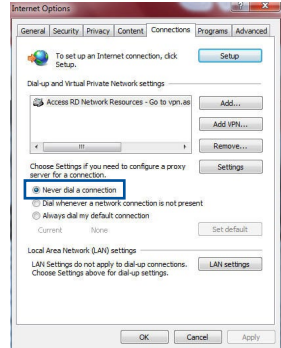 Internet Options
General Security Privacy Content Connections Programs Advanced
To set up an Internet connection, click Setup.
Setup
Dial-up and Virtual Private Network settings
Access RD Network Resources - Go to vpn.as
Add...
Add VPN...
Remove...
Choose Settings if you need to configure a proxy
server for a connection.
Settings
Never dial a connection
Dial whenever a network connection is not present
Always dial my default connection
Current None
Set default
Local Area Network (LAN) settings
LAN Settings do not apply to dial-up connections.
Choose Settings above for dial-up settings.
LAN settings
OK Cancel Apply